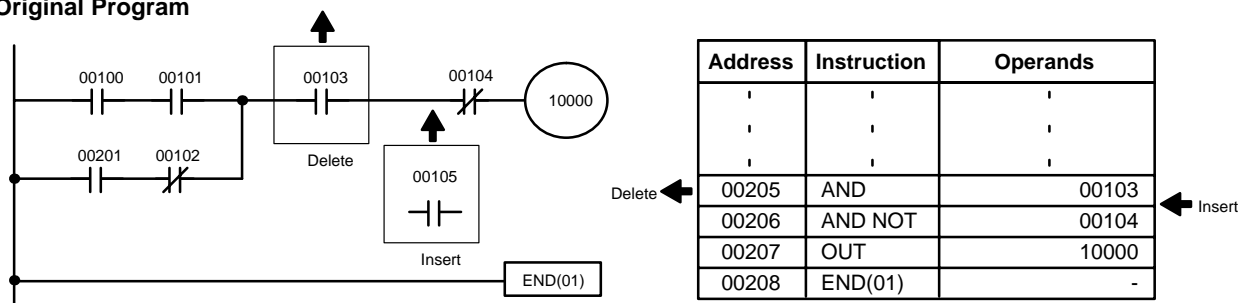 Original Program
00100 00101 00103 00104
10000
00201 00102
Delete
00105
Insert
END(01)
Address Instruction Operands
Delete 00205 AND 00103
Insert
00206 AND NOT 00104
00207 OUT 10000
00208 END(01) -